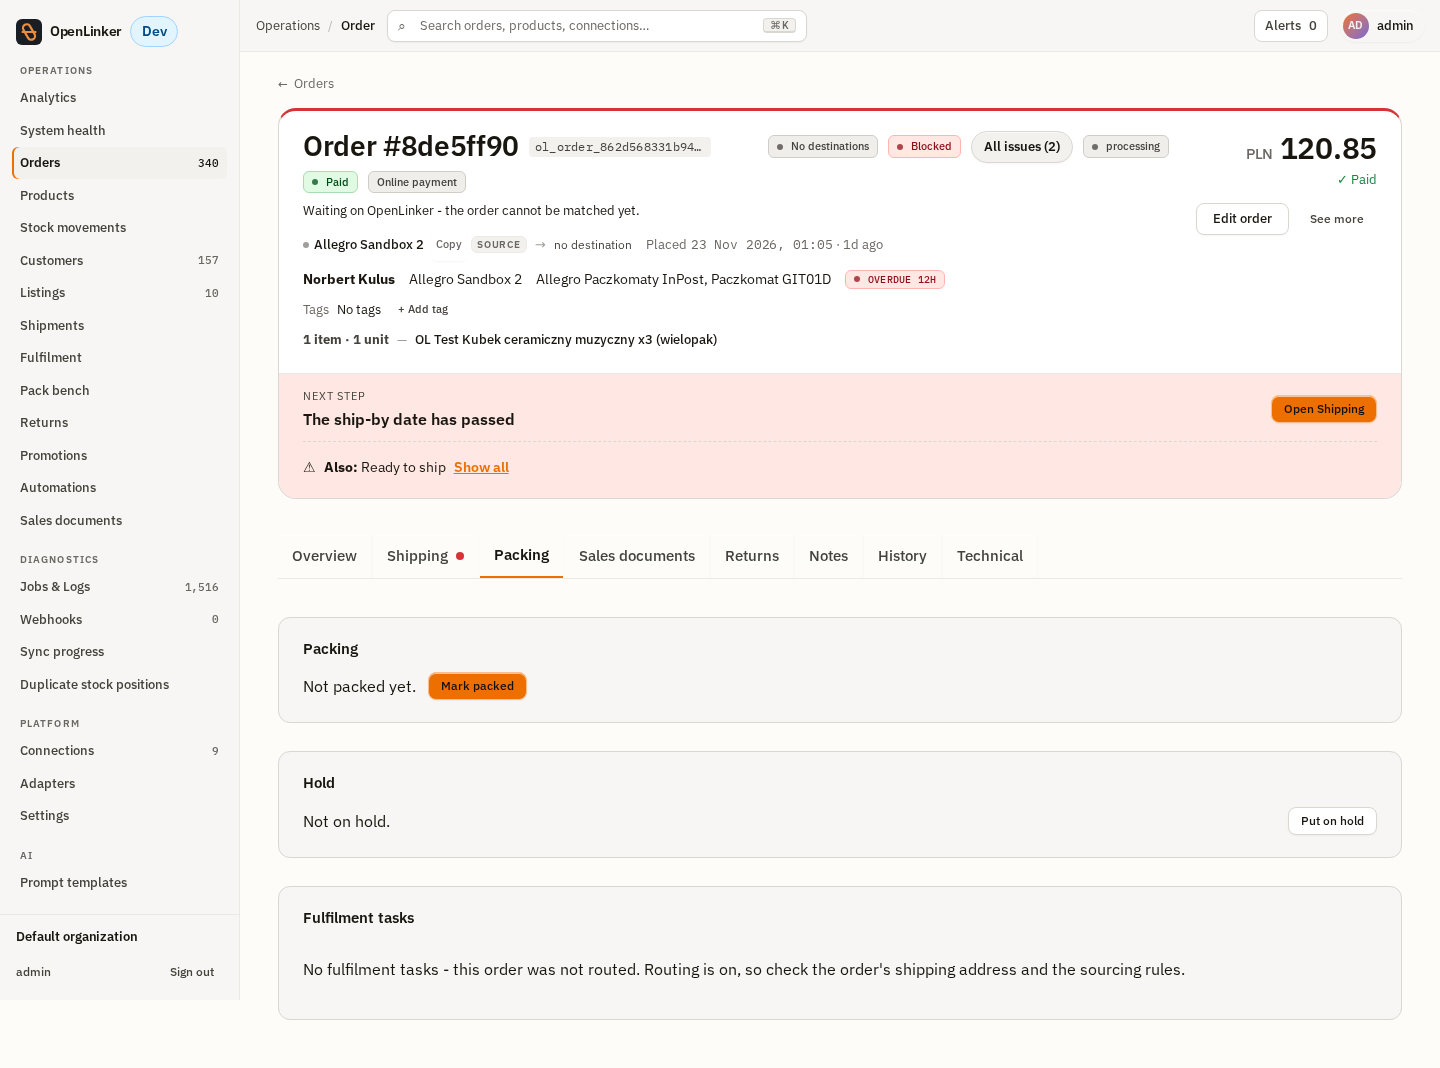 OpenLinker Dev
OPERATIONS
Analytics
System health
Orders 340
Products
Stock movements
Customers 157
Listings 10
Shipments
Fulfilment
Pack bench
Returns
Promotions
Automations
Sales documents
DIAGNOSTICS
Jobs & Logs 1,516
Webhooks 0
Sync progress
Duplicate stock positions
PLATFORM
Connections 9
Adapters
Settings
AI
Prompt templates
Default organization
admin Sign out
Operations / Order Search orders, products, connections... ⌘K Alerts 0 AD admin
← Orders
Order #8de5ff90 ol_order_862d568331b94… No destinations Blocked All issues (2) processing PLN 120.85
Paid Online payment ✓ Paid
Waiting on OpenLinker - the order cannot be matched yet. Edit order See more
Allegro Sandbox 2 Copy SOURCE → no destination Placed 23 Nov 2026, 01:05 · 1d ago
Norbert Kulus Allegro Sandbox 2 Allegro Paczkomaty InPost, Paczkomat GIT01D OVERDUE 12H
Tags No tags + Add tag
1 item · 1 unit — OL Test Kubek ceramiczny muzyczny x3 (wielopak)
NEXT STEP
The ship-by date has passed Open Shipping
⚠ Also: Ready to ship Show all
Overview Shipping Packing Sales documents Returns Notes History Technical
Packing
Not packed yet. Mark packed
Hold
Not on hold. Put on hold
Fulfilment tasks
No fulfilment tasks - this order was not routed. Routing is on, so check the order's shipping address and the sourcing rules.